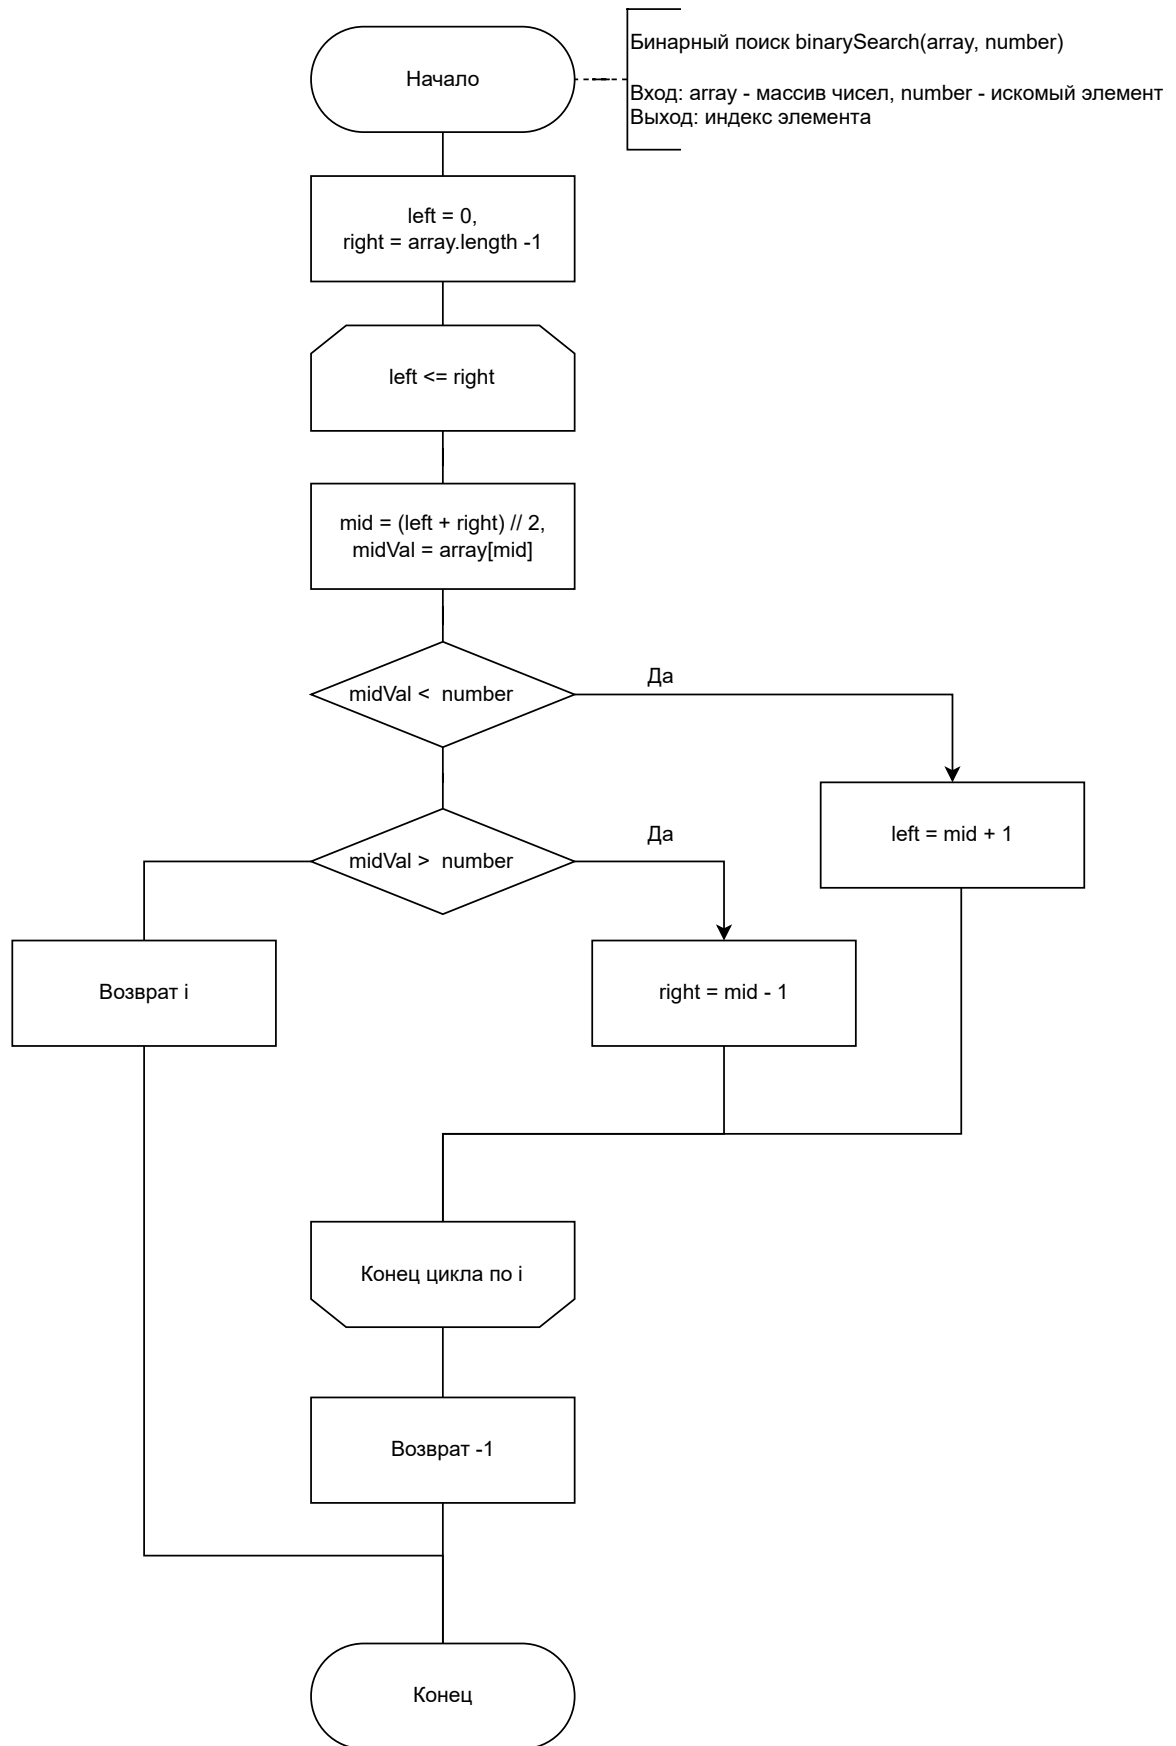 Начало
Бинарный поиск binarySearch(array, number)
Вход: array - массив чисел, number - искомый элемент
Выход: индекс элемента
left = 0,
right = array.length -1
left <= right
mid = (left + right) // 2,
midVal = array[mid]
midVal < number
Да
left = mid + 1
midVal > number
Да
Возврат i
right = mid - 1
Конец цикла по i
Возврат -1
Конец